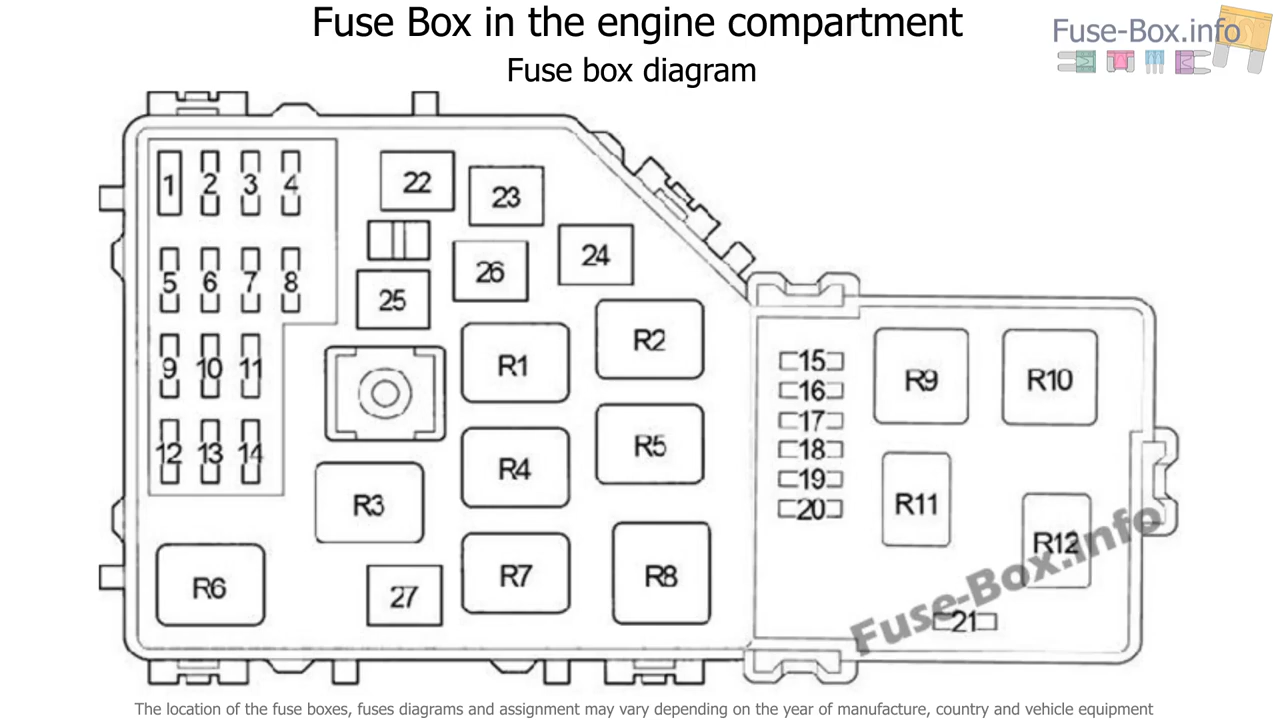 Fuse Box in the engine compartment
Fuse box diagram
Fuse-Box.info
1 2 3 4
22
23
5 6 7 8
24
26
25
R2
R1
9 10 11
15
16
17
18
19
20
R9
R10
12 13 14
R5
R4
R3
R11
R12
R6
R7
R8
27
21
Fuse-Box.info
The location of the fuse boxes, fuses diagrams and assignment may vary depending on the year of manufacture, country and vehicle equipment